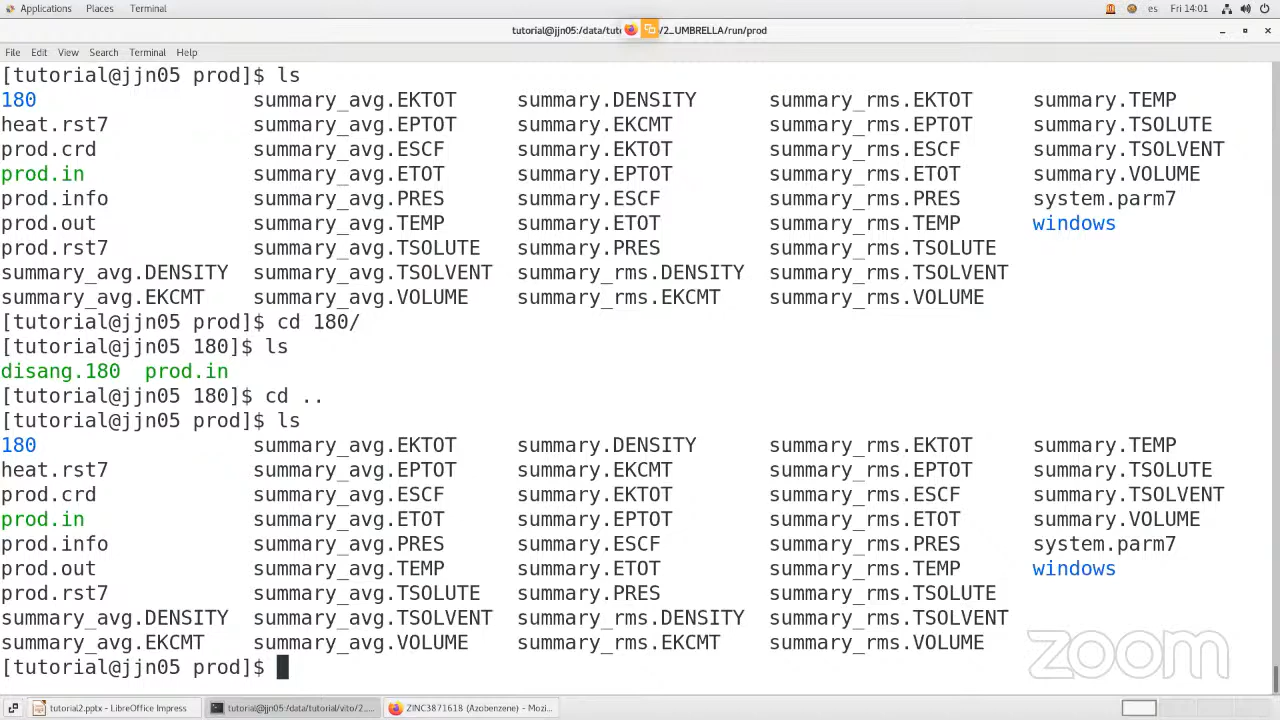 Applications Places Terminal es Fri 14:01
tutorial@jjn05:/data/tut /2_UMBRELLA/run/prod
File Edit View Search Terminal Help
[tutorial@jjn05 prod]$ ls
180 summary_avg.EKTOT summary.DENSITY summary_rms.EKTOT summary.TEMP
heat.rst7 summary_avg.EPTOT summary.EKCMT summary_rms.EPTOT summary.TSOLUTE
prod.crd summary_avg.ESCF summary.EKTOT summary_rms.ESCF summary.TSOLVENT
prod.in summary_avg.ETOT summary.EPTOT summary_rms.ETOT summary.VOLUME
prod.info summary_avg.PRES summary.ESCF summary_rms.PRES system.parm7
prod.out summary_avg.TEMP summary.ETOT summary_rms.TEMP windows
prod.rst7 summary_avg.TSOLUTE summary.PRES summary_rms.TSOLUTE
summary_avg.DENSITY summary_avg.TSOLVENT summary_rms.DENSITY summary_rms.TSOLVENT
summary_avg.EKCMT summary_avg.VOLUME summary_rms.EKCMT summary_rms.VOLUME
[tutorial@jjn05 prod]$ cd 180/
[tutorial@jjn05 180]$ ls
disang.180 prod.in
[tutorial@jjn05 180]$ cd ..
[tutorial@jjn05 prod]$ ls
180 summary_avg.EKTOT summary.DENSITY summary_rms.EKTOT summary.TEMP
heat.rst7 summary_avg.EPTOT summary.EKCMT summary_rms.EPTOT summary.TSOLUTE
prod.crd summary_avg.ESCF summary.EKTOT summary_rms.ESCF summary.TSOLVENT
prod.in summary_avg.ETOT summary.EPTOT summary_rms.ETOT summary.VOLUME
prod.info summary_avg.PRES summary.ESCF summary_rms.PRES system.parm7
prod.out summary_avg.TEMP summary.ETOT summary_rms.TEMP windows
prod.rst7 summary_avg.TSOLUTE summary.PRES summary_rms.TSOLUTE
summary_avg.DENSITY summary_avg.TSOLVENT summary_rms.DENSITY summary_rms.TSOLVENT
summary_avg.EKCMT summary_avg.VOLUME summary_rms.EKCMT summary_rms.VOLUME
[tutorial@jjn05 prod]$
zoom
tutorial2.pptx - LibreOffice Impress tutorial@jjn05:/data/tutorial/vito/2... ZINC3871618 (Azobenzene) - Mozi...